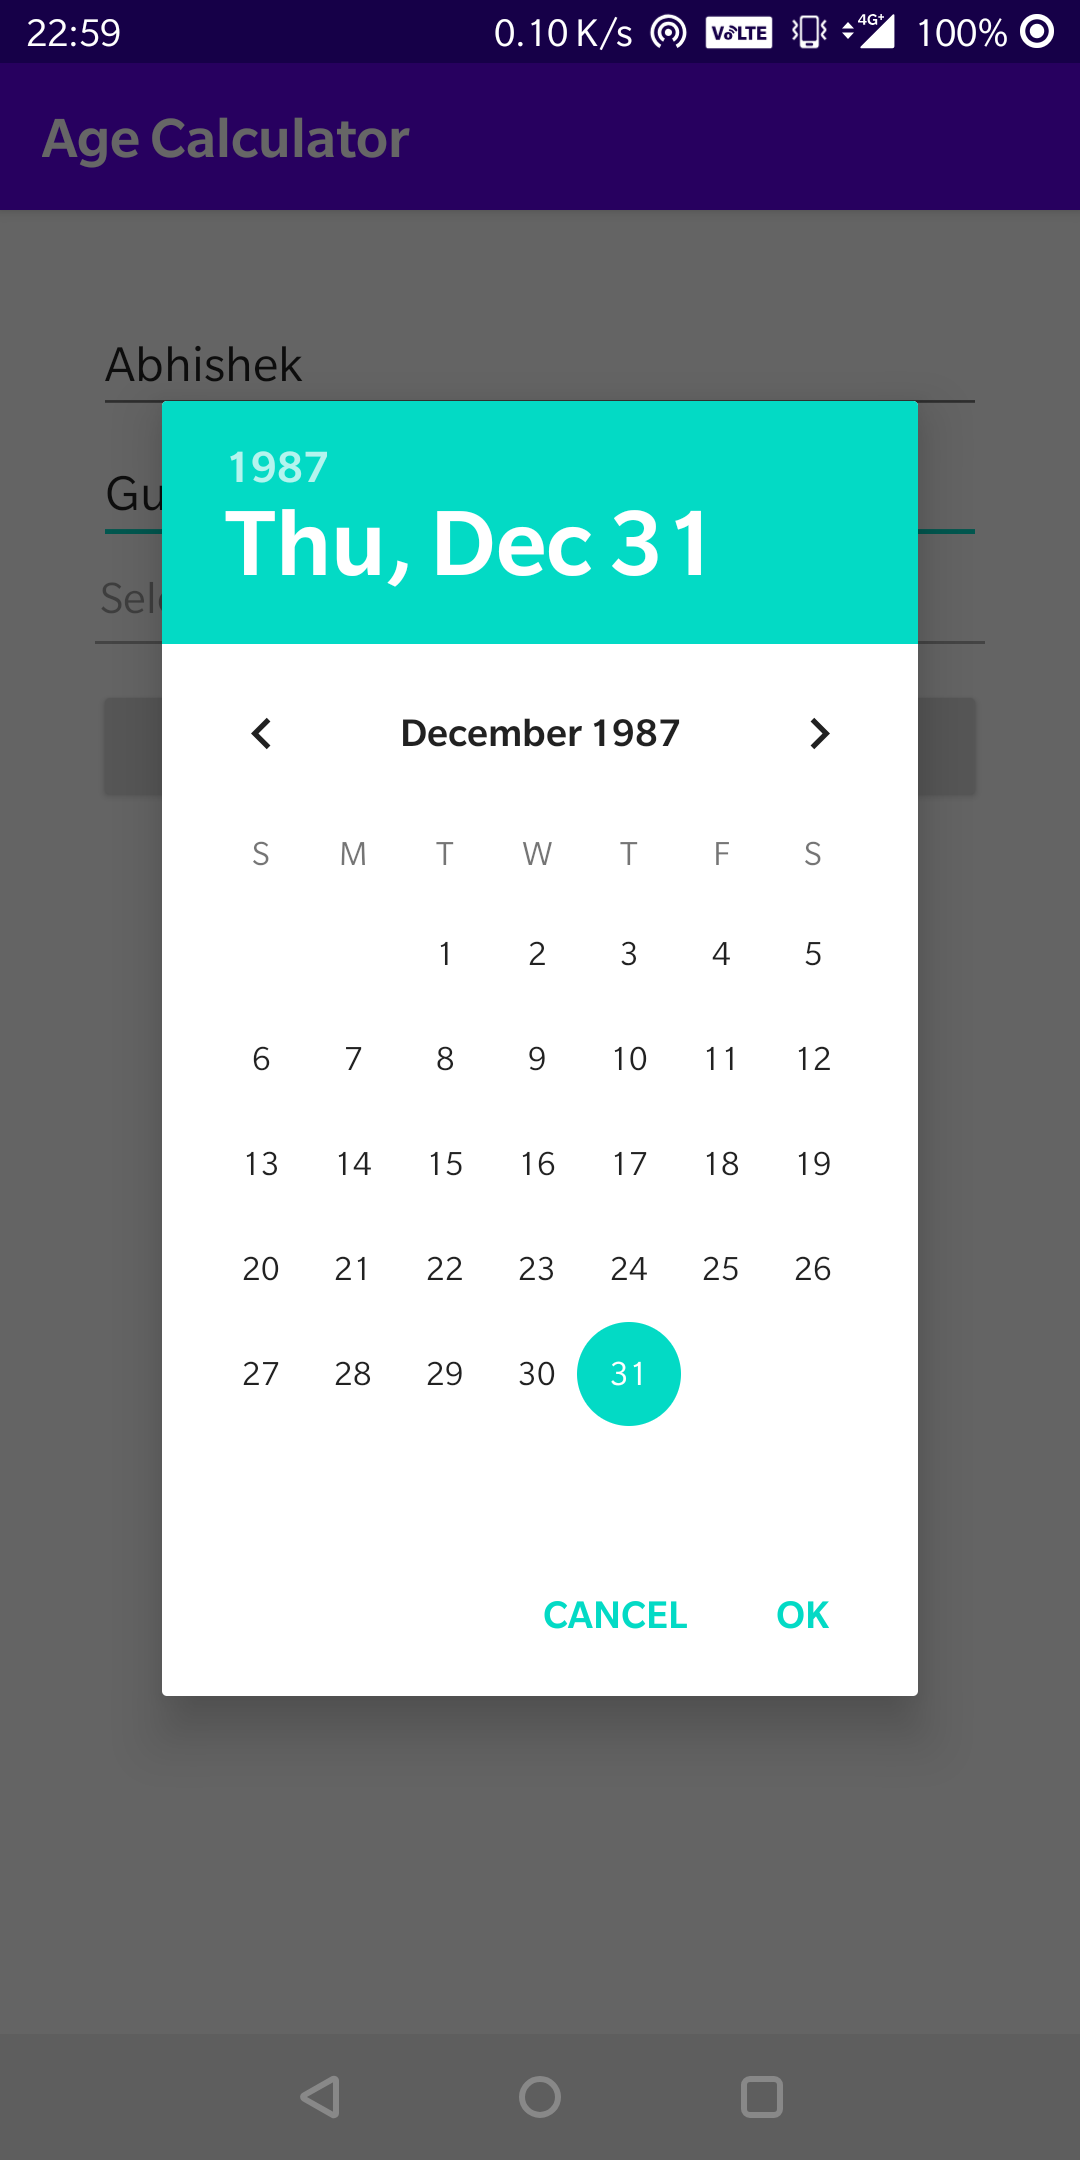 22:59 0.10 K/s VoLTE 4G+ 100%
Age Calculator
Abhishek
1987
Thu, Dec 31
December 1987
S M T W T F S
1 2 3 4 5
6 7 8 9 10 11 12
13 14 15 16 17 18 19
20 21 22 23 24 25 26
27 28 29 30 31
CANCEL OK